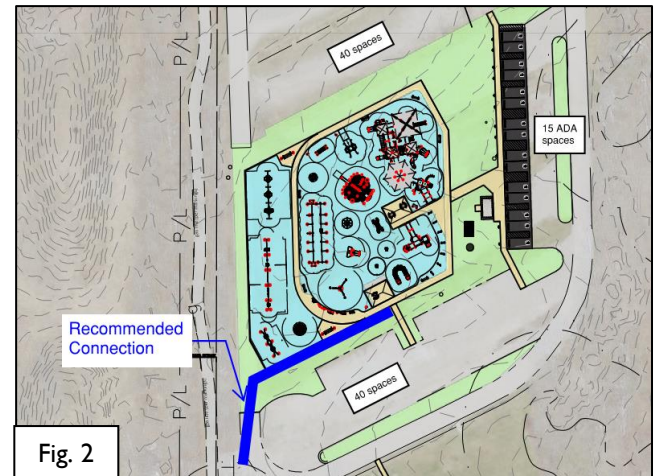 P/L
40 spaces
15 ADA
spaces
P/L
Recommended
Connection
P/L
40 spaces
Fig. 2